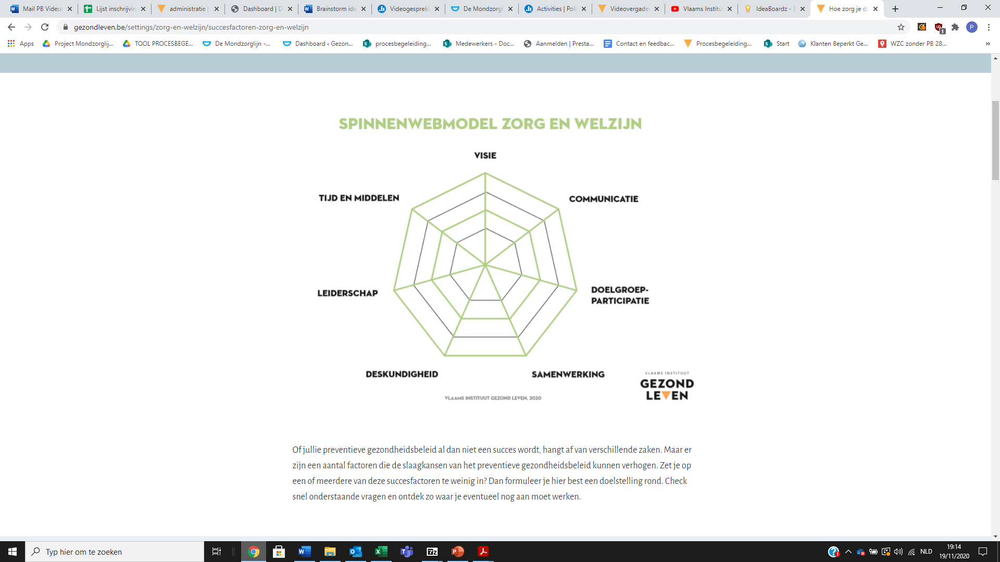 Mail PB Videol
Lijst inschrijvin
administratie |
Dashboard | D
Brainstorm ide
Videogesprekk
De Mondzorgl
Activities | Poll
Videovergade
Vlaams Institu
IdeaBoardz - B
Hoe zorg je da
gezondleven.be/settings/zorg-en-welzijn/succesfactoren-zorg-en-welzijn
P
1
Apps
Project Mondzorglij...
TOOL PROCESBEGE...
De Mondzorglijn -...
Dashboard ‹ Gezon...
procesbegeleiding...
Medewerkers - Doc...
Aanmelden | Presta...
Contact en feedbac...
Procesbegeleiding...
Start
Klanten Beperkt Ge...
WZC zonder PB 28...
»
SPINNENWEBMODEL ZORG EN WELZIJN
VISIE
TIJD EN MIDDELEN
COMMUNICATIE
LEIDERSCHAP
DOELGROEP-
PARTICIPATIE
DESKUNDIGHEID
SAMENWERKING
VLAAMS INSTITUUT
GEZOND
LEVEN
VLAAMS INSTITUUT GEZOND LEVEN, 2020
Of jullie preventieve gezondheidsbeleid al dan niet een succes wordt, hangt af van verschillende zaken. Maar er
zijn een aantal factoren die de slaagkansen van het preventieve gezondheidsbeleid kunnen verhogen. Zet je op
een of meerdere van deze succesfactoren te weinig in? Dan formuleer je hier best een doelstelling rond. Check
snel onderstaande vragen en ontdek zo waar je eventueel nog aan moet werken.
Typ hier om te zoeken
NLD
19:14
19/11/2020